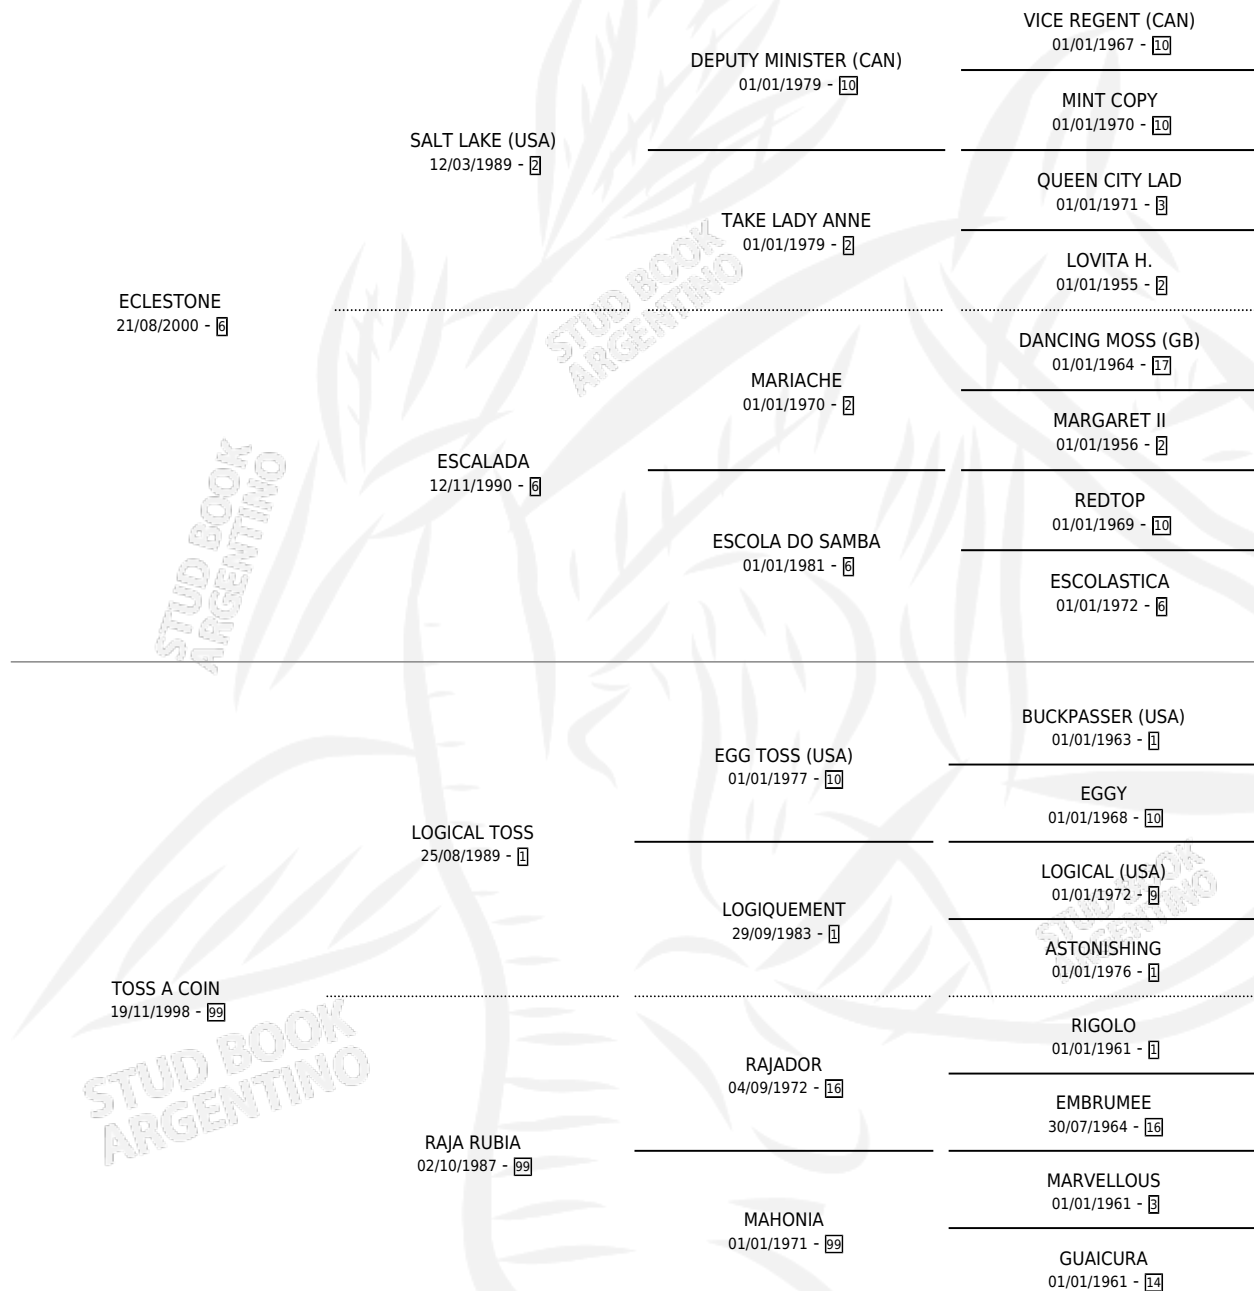 VICE REGENT (CAN)
01/01/1967 - 10
DEPUTY MINISTER (CAN)
01/01/1979 - 10
MINT COPY
01/01/1970 - 10
SALT LAKE (USA)
12/03/1989 - 2
QUEEN CITY LAD
01/01/1971 - 3
TAKE LADY ANNE
01/01/1979 - 2
LOVITA H.
01/01/1955 - 2
ECLESTONE
21/08/2000 - 6
DANCING MOSS (GB)
01/01/1964 - 17
MARIACHE
01/01/1970 - 2
MARGARET II
01/01/1956 - 2
ESCALADA
12/11/1990 - 6
REDTOP
01/01/1969 - 10
ESCOLA DO SAMBA
01/01/1981 - 6
ESCOLASTICA
01/01/1972 - 6
BUCKPASSER (USA)
01/01/1963 - 1
EGG TOSS (USA)
01/01/1977 - 10
EGGY
01/01/1968 - 10
LOGICAL TOSS
25/08/1989 - 1
LOGICAL (USA)
01/01/1972 - 9
LOGIQUEMENT
29/09/1983 - 1
ASTONISHING
01/01/1976 - 1
TOSS A COIN
19/11/1998 - 99
RIGOLO
01/01/1961 - 1
RAJADOR
04/09/1972 - 16
EMBRUMEE
30/07/1964 - 16
RAJA RUBIA
02/10/1987 - 99
MARVELLOUS
01/01/1961 - 3
MAHONIA
01/01/1971 - 99
GUAICURA
01/01/1961 - 14
STUD BOOK
ARGENTINO
STUD BOOK
ARGENTINO
STUD BOOK
ARGENTINO
STUD BOOK
ARGENTINO